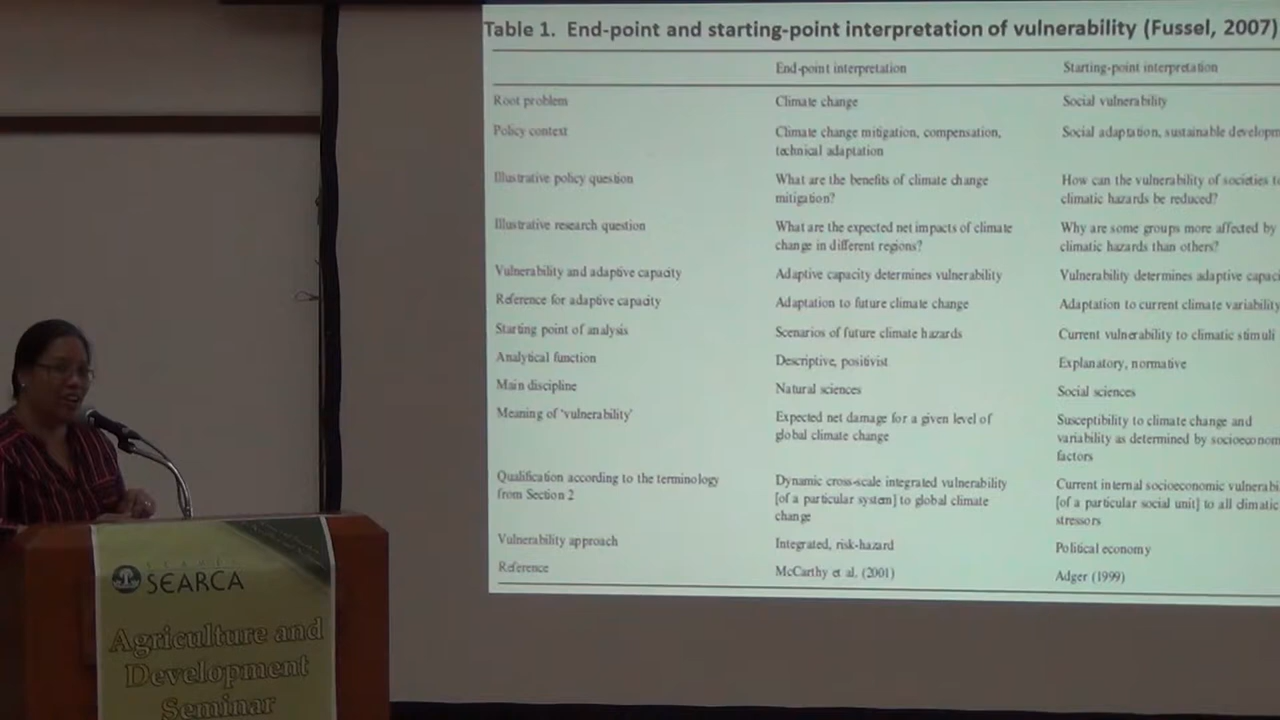 Table 1. End-point and starting-point interpretation of vulnerability (Fussel, 2007)
End-point interpretation Starting-point interpretation
Root problem Climate change Social vulnerability
Policy context Climate change mitigation, compensation, Social adaptation, sustainable developm
technical adaptation
Illustrative policy question What are the benefits of climate change How can the vulnerability of societies to
mitigation? climatic hazards be reduced?
Illustrative research question What are the expected net impacts of climate Why are some groups more affected by
change in different regions? climatic hazards than others?
Vulnerability and adaptive capacity Adaptive capacity determines vulnerability Vulnerability determines adaptive capaci
Reference for adaptive capacity Adaptation to future climate change Adaptation to current climate variability
Starting point of analysis Scenarios of future climate hazards Current vulnerability to climatic stimuli
Analytical function Descriptive, positivist Explanatory, normative
Main discipline Natural sciences Social sciences
Meaning of 'vulnerability' Expected net damage for a given level of Susceptibility to climate change and
global climate change variability as determined by socioeconom
factors
Qualification according to the terminology Dynamic cross-scale integrated vulnerability Current internal socioeconomic vulnerabi
from Section 2 [of a particular system] to global climate [of a particular social unit] to all climatic
change stressors
Vulnerability approach Integrated, risk-hazard Political economy
Reference McCarthy et al. (2001) Adger (1999)
SEARCA
Agriculture and
Development
Seminar